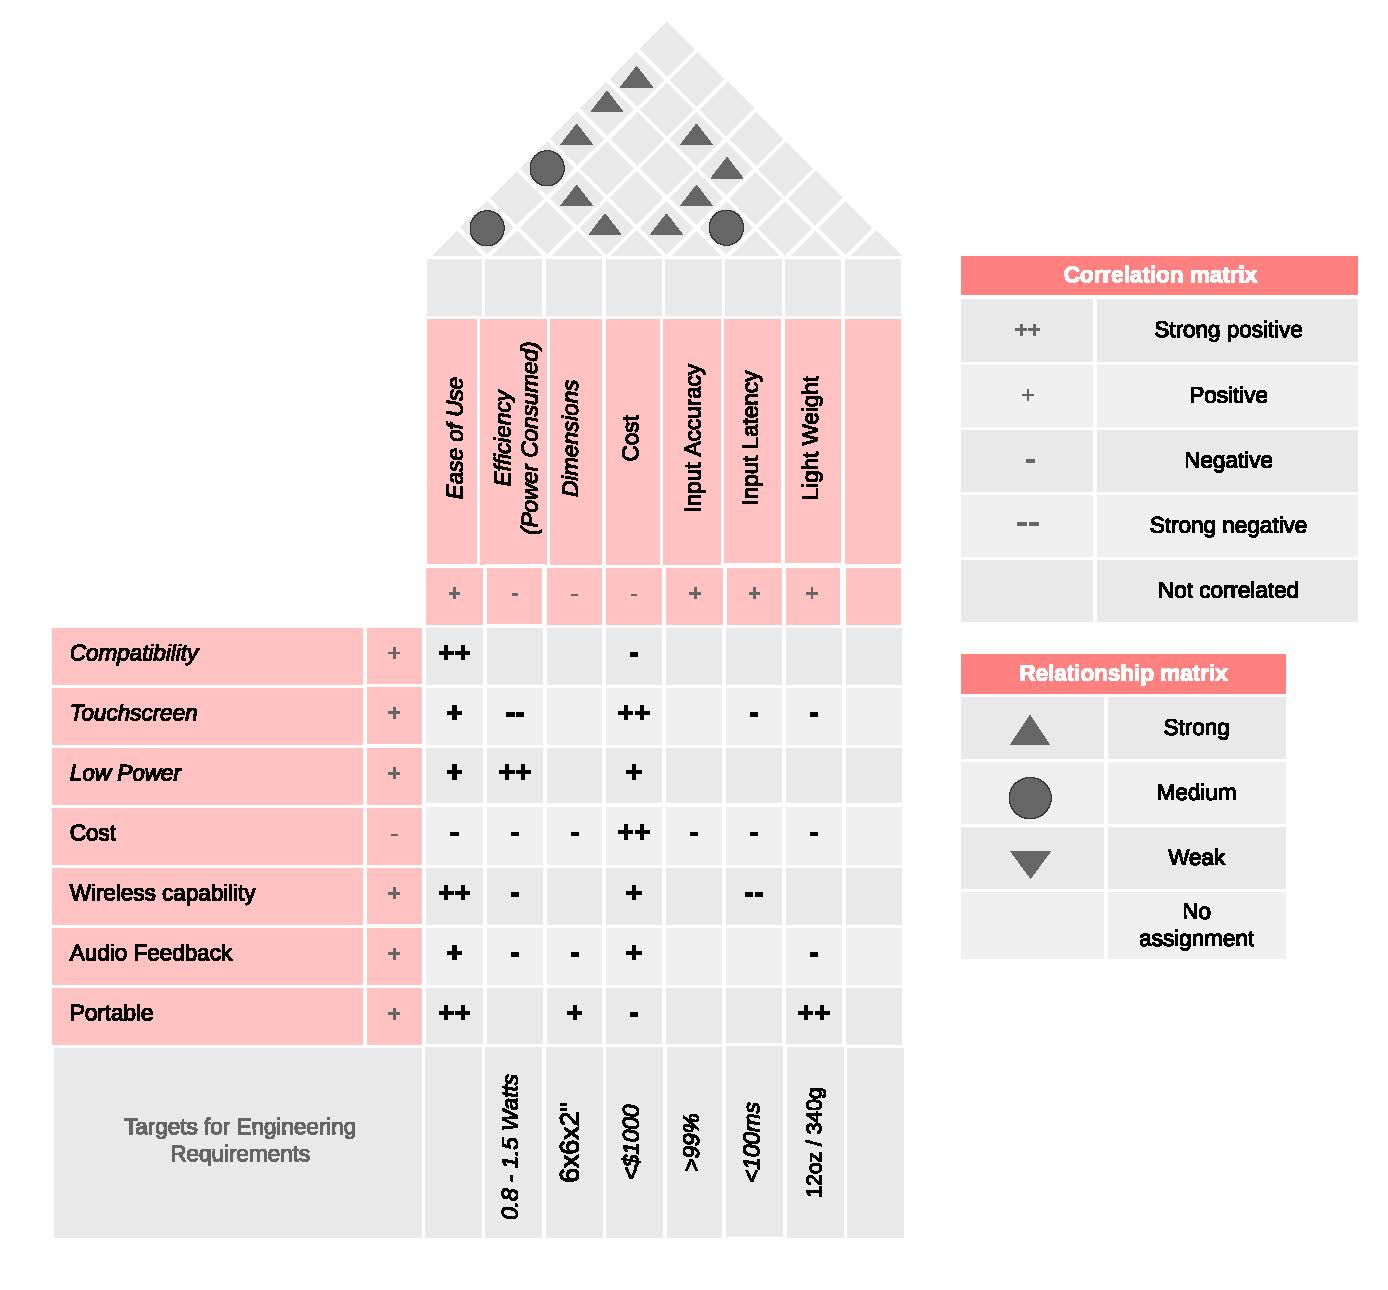 Ease of Use
Efficiency
(Power Consumed)
Dimensions
Cost
Input Accuracy
Input Latency
Light Weight
+ - - - + + +
Compatibility + ++ -
Touchscreen + + -- ++ - -
Low Power + + ++ +
Cost - - - - ++ - - -
Wireless capability + ++ - + --
Audio Feedback + + - - + -
Portable + ++ + - ++
Targets for Engineering
Requirements
0.8 - 1.5 Watts
6x6x2"
<$1000
>99%
<100ms
12oz / 340g
Correlation matrix
++ Strong positive
+ Positive
- Negative
-- Strong negative
Not correlated
Relationship matrix
Strong
Medium
Weak
No
assignment